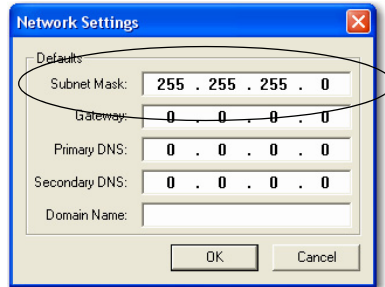 Network Settings
Defaults
Subnet Mask: 255 . 255 . 255 . 0
Gateway: 0 . 0 . 0 . 0
Primary DNS: 0 . 0 . 0 . 0
Secondary DNS: 0 . 0 . 0 . 0
Domain Name:
OK Cancel